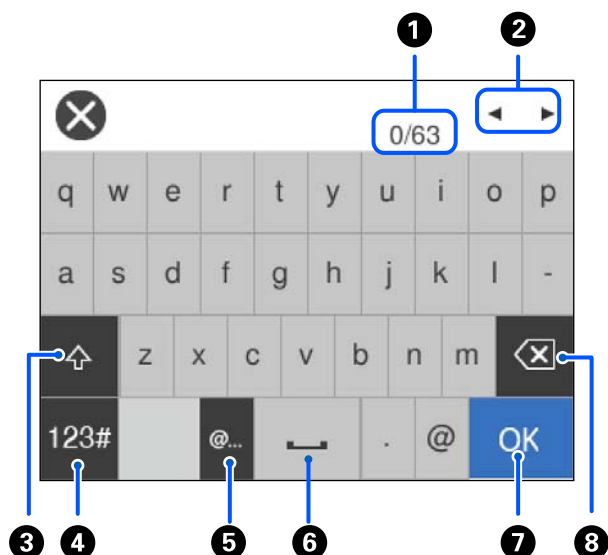 1 2
0/63
q w e r t y u i o p
a s d f g h j k l -
z x c v b n m
123# @... . @ OK
3 4 5 6 7 8